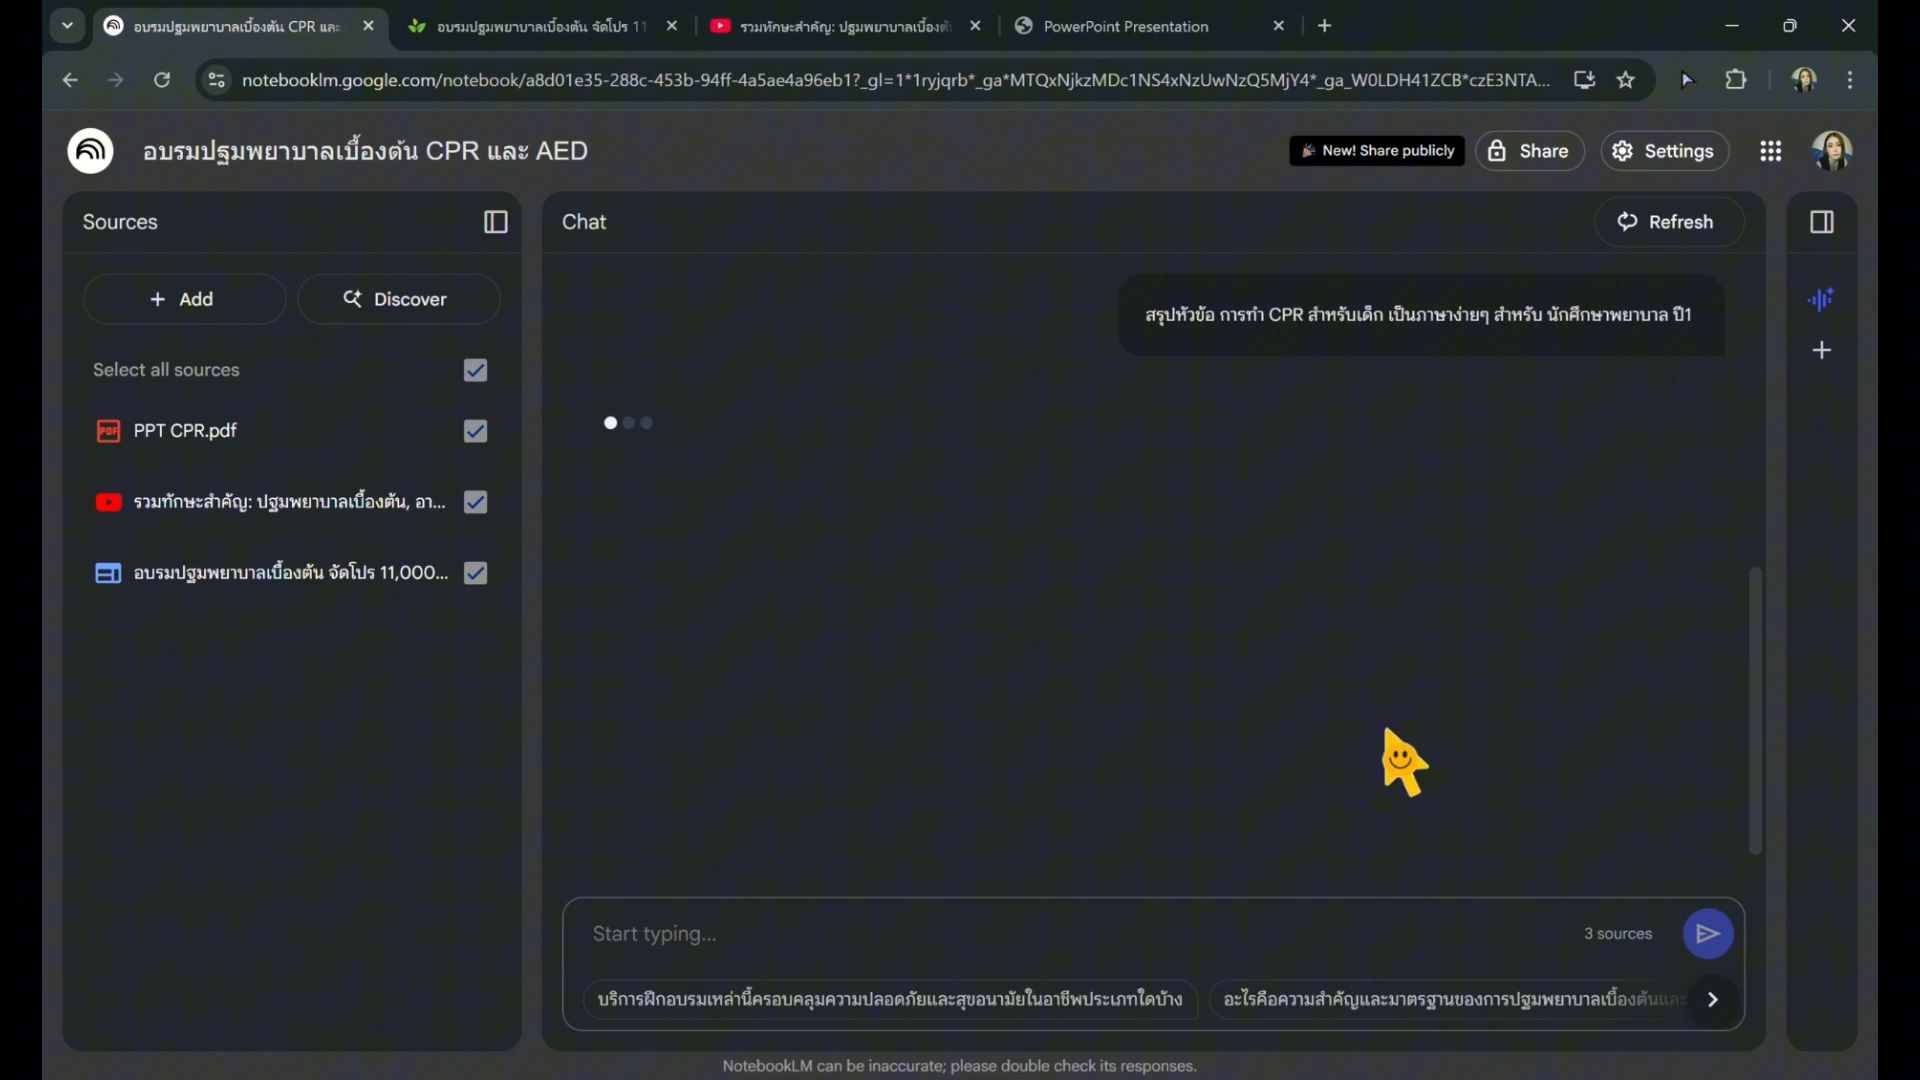 อบรมปฐมพยาบาลเบื้องต้น CPR และ
อบรมปฐมพยาบาลเบื้องต้น จัดโปร 11
รวมทักษะสำคัญ: ปฐมพยาบาลเบื้องต้
PowerPoint Presentation
notebooklm.google.com/notebook/a8d01e35-288c-453b-94ff-4a5ae4a96eb1?_gl=1*1ryjqrb*_ga*MTQxNjkzMDc1NS4xNzUwNzQ5MjY4*_ga_W0LDH41ZCB*czE3NTA...
อบรมปฐมพยาบาลเบื้องต้น CPR และ AED
New! Share publicly
Share
Settings
Sources
Chat
Refresh
+ Add
Discover
สรุปหัวข้อ การทำ CPR สำหรับเด็ก เป็นภาษาง่ายๆ สำหรับ นักศึกษาพยาบาล ปี1
Select all sources
PDF
PPT CPR.pdf
รวมทักษะสำคัญ: ปฐมพยาบาลเบื้องต้น, อา...
อบรมปฐมพยาบาลเบื้องต้น จัดโปร 11,000...
Start typing...
3 sources
บริการฝึกอบรมเหล่านี้ครอบคลุมความปลอดภัยและสุขอนามัยในอาชีพประเภทใดบ้าง
อะไรคือความสำคัญและมาตรฐานของการปฐมพยาบาลเบื้องต้นและ
NotebookLM can be inaccurate; please double check its responses.